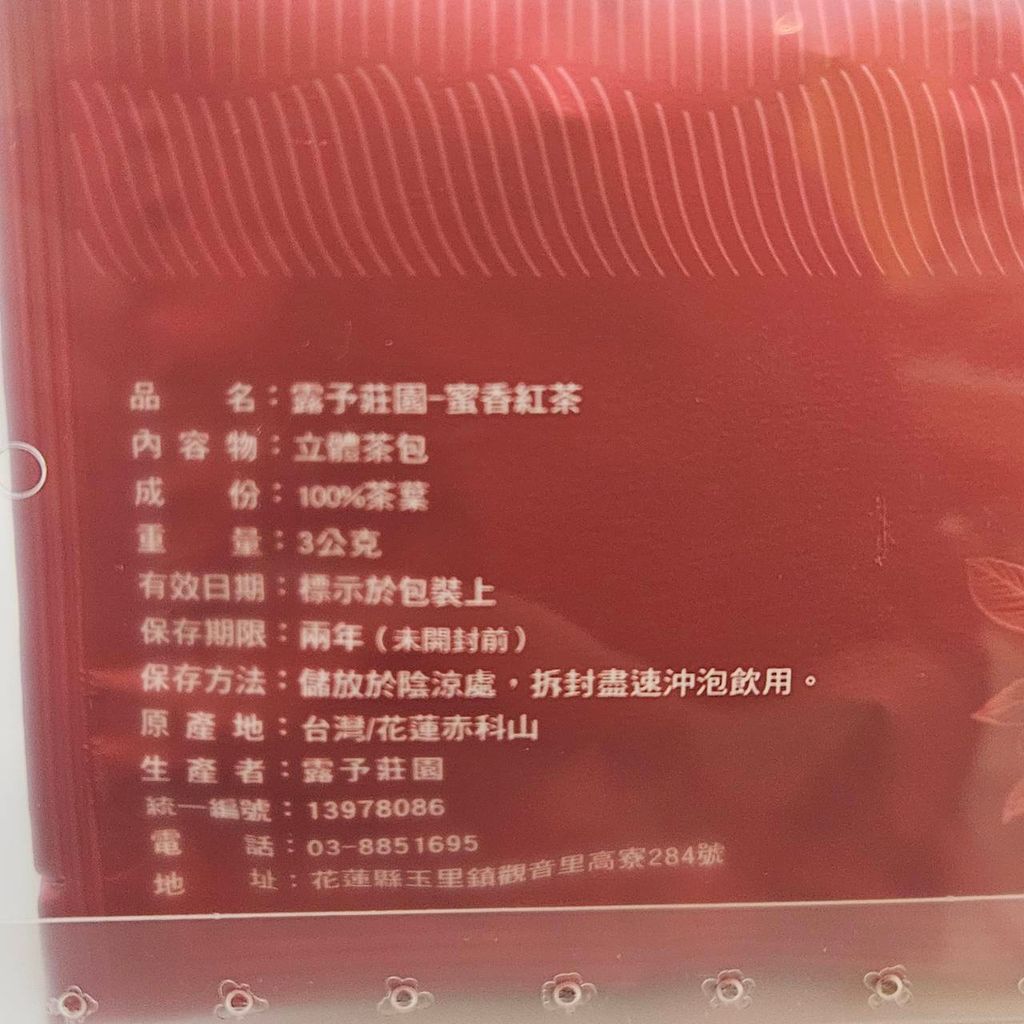 品名：露予莊園-蜜香紅茶
內容物：立體茶包
成份：100%茶葉
重量：3公克
有效日期：標示於包裝上
保存期限：兩年（未開封前）
保存方法：儲放於陰涼處，拆封盡速沖泡飲用。
原產地：台灣/花蓮赤科山
生產者：露予莊園
統一編號：13978086
電話：03-8851695
地址：花蓮縣玉里鎮觀音里高寮284號